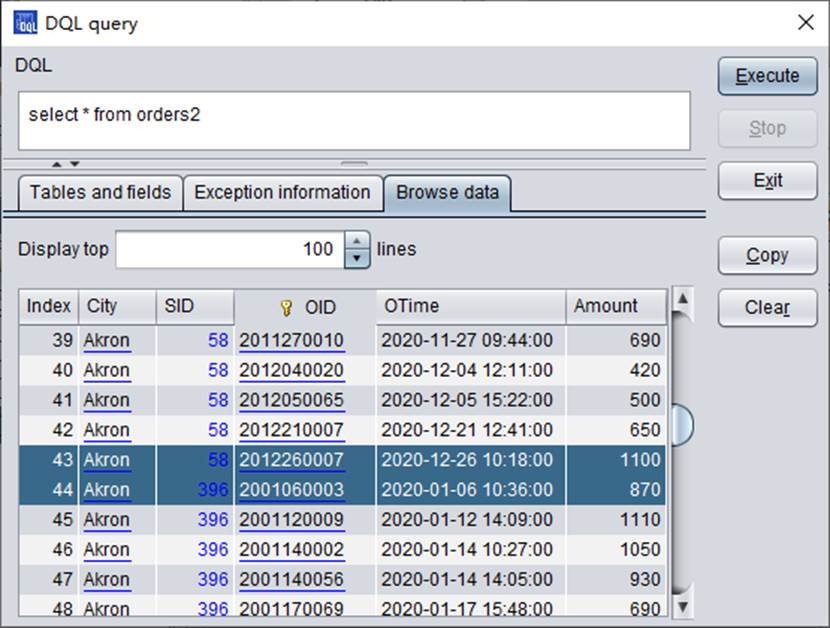 DQL DQL query
DQL
select * from orders2
Execute
Stop
Exit
Copy
Clear
Tables and fields Exception information Browse data
Display top 100 lines
Index City SID OID OTime Amount
39 Akron 58 2011270010 2020-11-27 09:44:00 690
40 Akron 58 2012040020 2020-12-04 12:11:00 420
41 Akron 58 2012050065 2020-12-05 15:22:00 500
42 Akron 58 2012210007 2020-12-21 12:41:00 650
43 Akron 58 2012260007 2020-12-26 10:18:00 1100
44 Akron 396 2001060003 2020-01-06 10:36:00 870
45 Akron 396 2001120009 2020-01-12 14:09:00 1110
46 Akron 396 2001140002 2020-01-14 10:27:00 1050
47 Akron 396 2001140056 2020-01-14 14:05:00 930
48 Akron 396 2001170069 2020-01-17 15:48:00 690